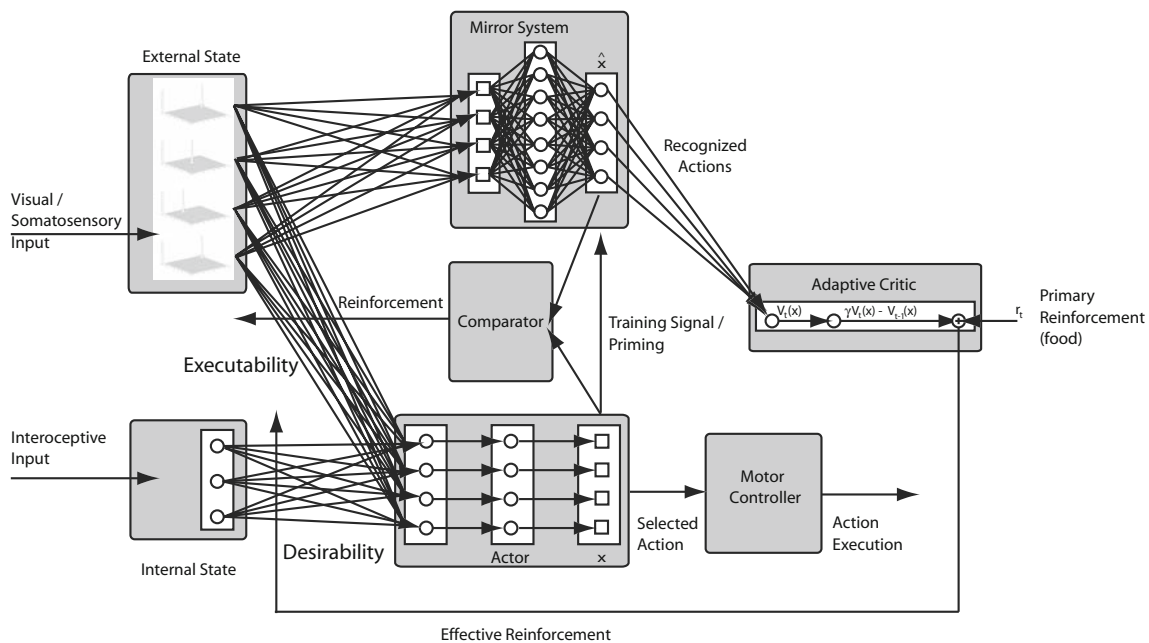 Mirror System
x̂
External State
Recognized
Actions
Visual /
Somatosensory
Input
Adaptive Critic
Vt(x)
γVt(x) - Vt-1(x)
rt
Primary
Reinforcement
(food)
Reinforcement
Comparator
Training Signal /
Priming
Executability
Interoceptive
Input
Motor
Controller
Selected
Action
Action
Execution
Desirability
Actor
x
Internal State
Effective Reinforcement